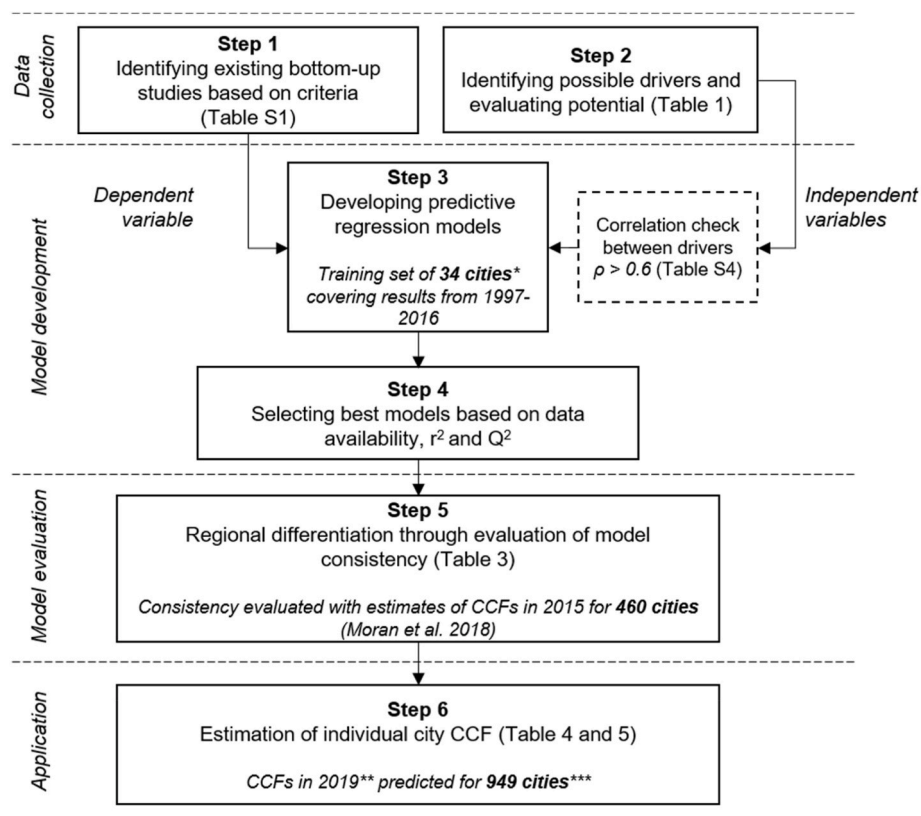 Data
collection
Step 1
Identifying existing bottom-up
studies based on criteria
(Table S1)
Step 2
Identifying possible drivers and
evaluating potential (Table 1)
Model development
Dependent
variable
Step 3
Developing predictive
regression models
Training set of 34 cities*
covering results from 1997-
2016
Correlation check
between drivers
ρ > 0.6 (Table S4)
Independent
variables
Step 4
Selecting best models based on data
availability, r² and Q²
Model evaluation
Step 5
Regional differentiation through evaluation of model
consistency (Table 3)
Consistency evaluated with estimates of CCFs in 2015 for 460 cities
(Moran et al. 2018)
Application
Step 6
Estimation of individual city CCF (Table 4 and 5)
CCFs in 2019** predicted for 949 cities***